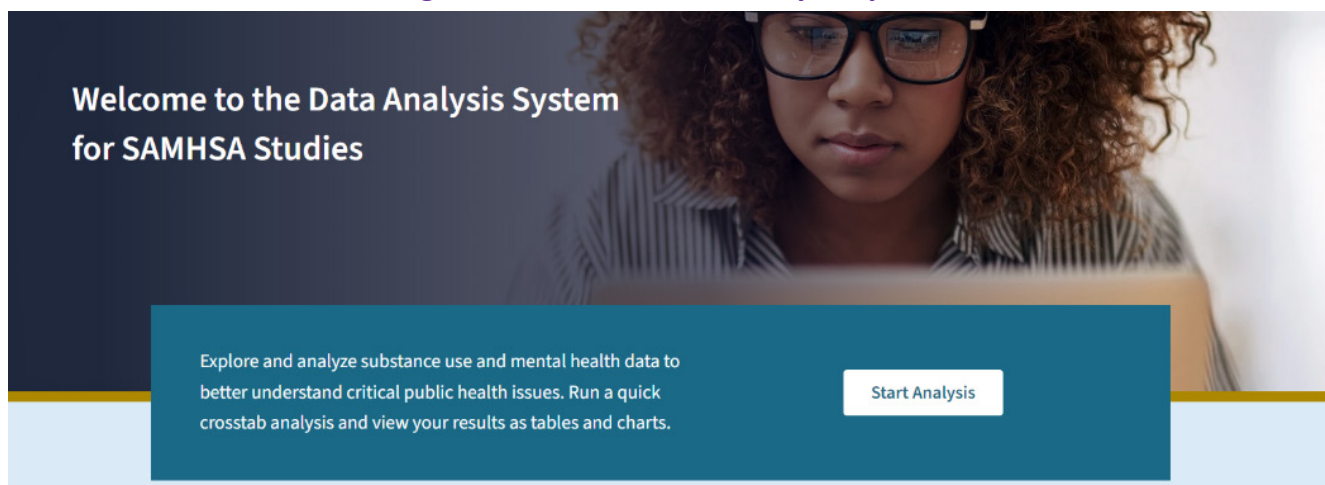 Welcome to the Data Analysis System
for SAMHSA Studies
Explore and analyze substance use and mental health data to
better understand critical public health issues. Run a quick
crosstab analysis and view your results as tables and charts.
Start Analysis